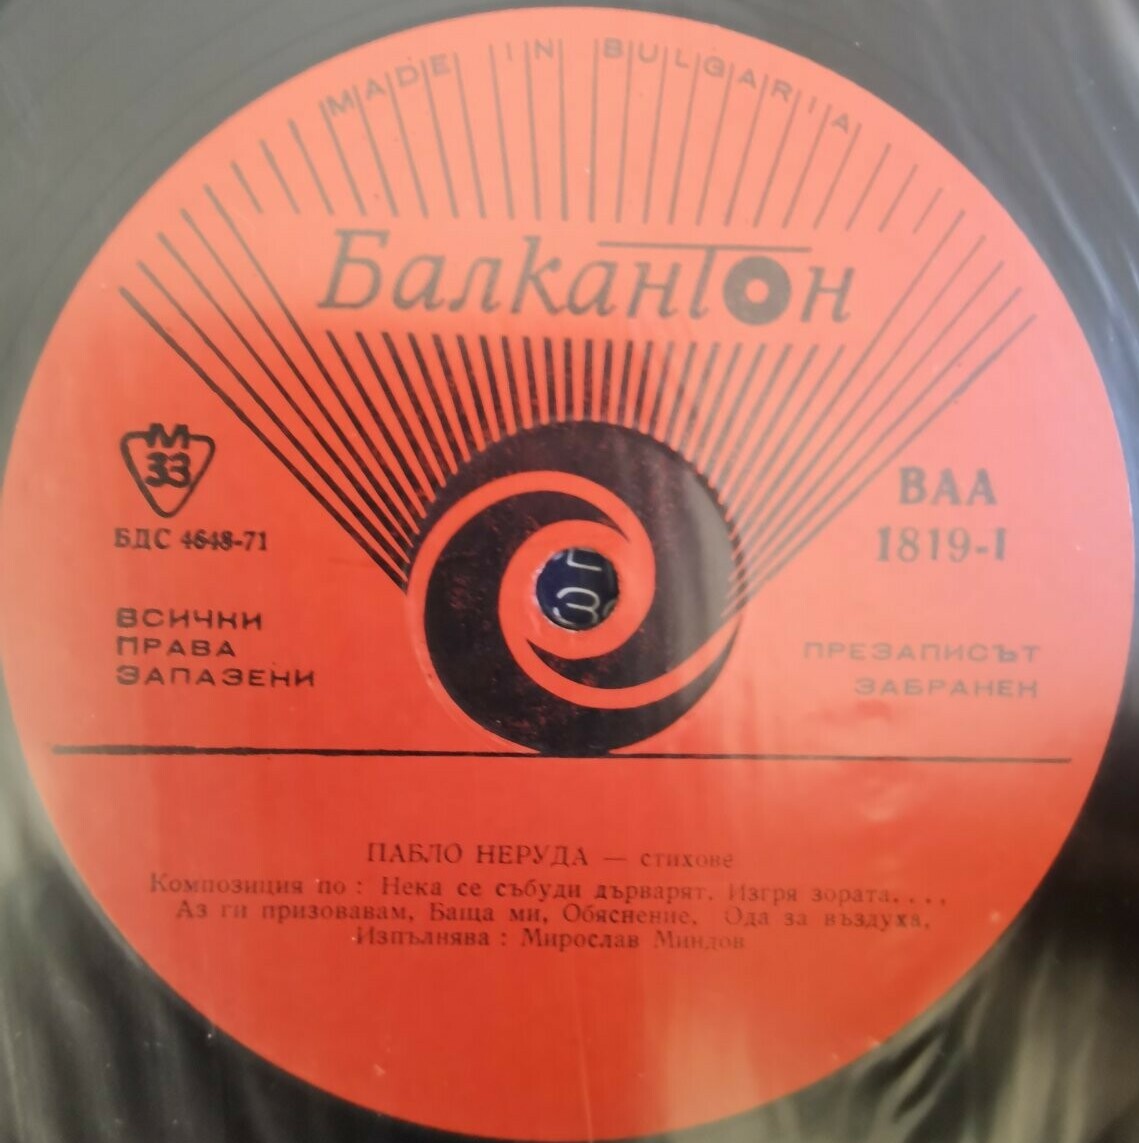 MADE IN BULGARIA
Балкантон
М
33
БДС 4648-71
ВСИЧКИ
ПРАВА
ЗАПАЗЕНИ
ВАА
1819-I
ПРЕЗАПИСЪТ
ЗАБРАНЕН
ПАБЛО НЕРУДА — стихове
Композиция по : Нека се събуди дърварят, Изгря зората....,
Аз ги призовавам, Баща ми, Обяснение, Ода за въздуха,
Изпълнява : Мирослав Миндов